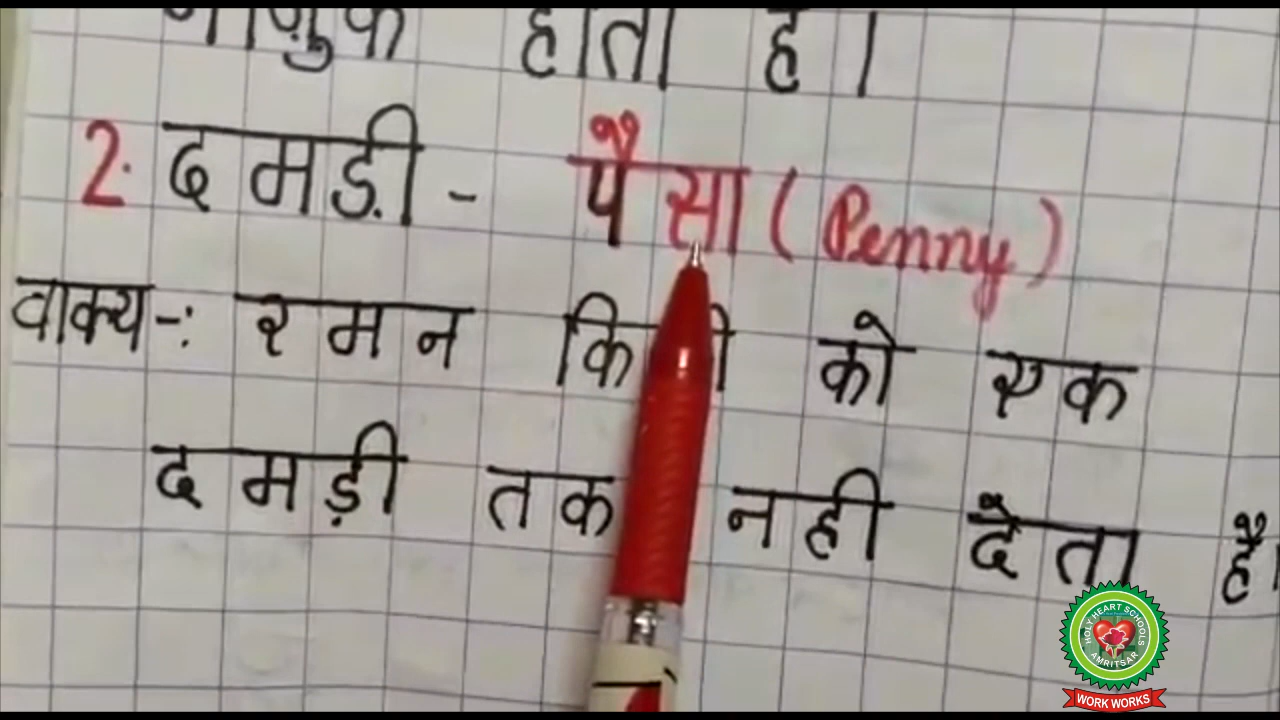 नाज़ुक होता है।
2. दमड़ी - पैसा ( Penny )
वाक्य-: रमन कि को एक
दमड़ी तक नही देता है।
HOLY HEART SCHOOLS
AMRITSAR
WORK WORKS